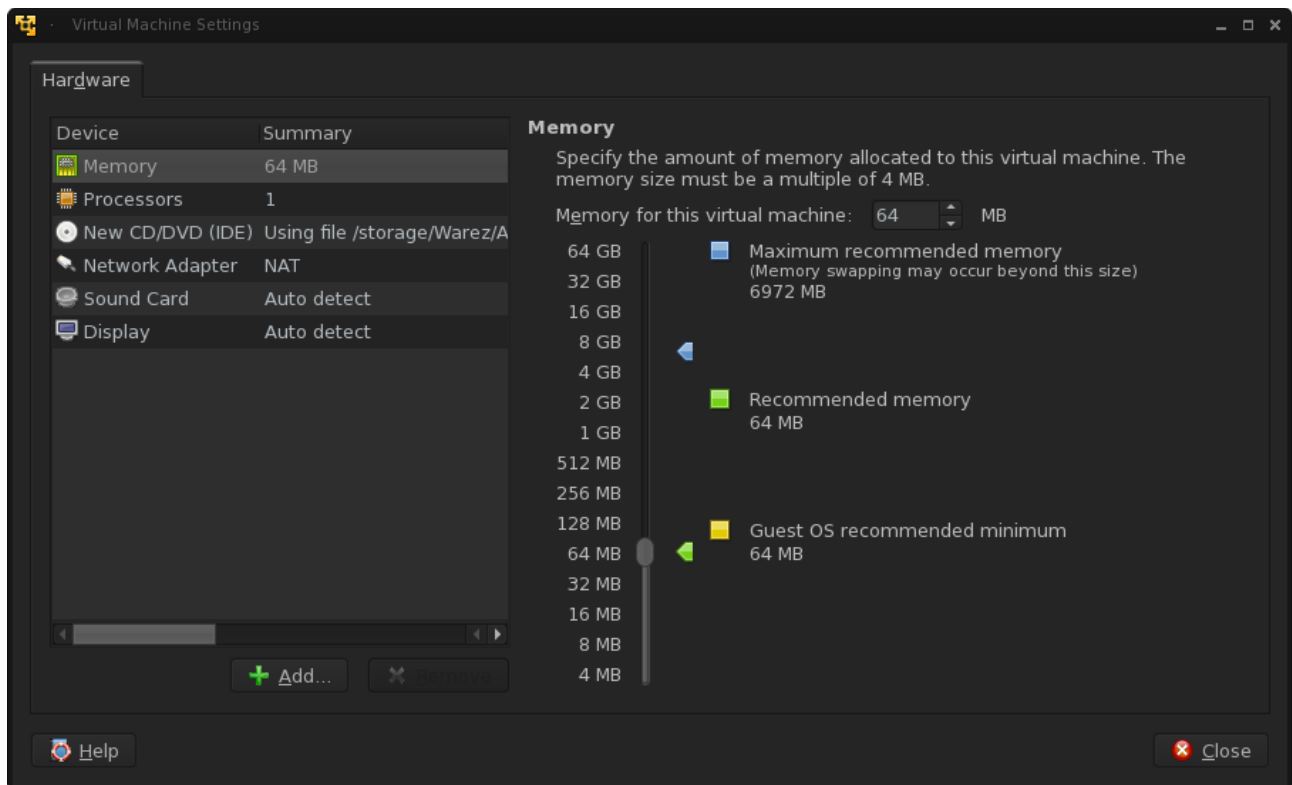 Virtual Machine Settings
Hardware
Device Summary
Memory 64 MB
Processors 1
New CD/DVD (IDE) Using file /storage/Warez/A
Network Adapter NAT
Sound Card Auto detect
Display Auto detect
Add...
Remove
Memory
Specify the amount of memory allocated to this virtual machine. The
memory size must be a multiple of 4 MB.
Memory for this virtual machine: 64 MB
64 GB
32 GB
16 GB
8 GB
4 GB
2 GB
1 GB
512 MB
256 MB
128 MB
64 MB
32 MB
16 MB
8 MB
4 MB
Maximum recommended memory
(Memory swapping may occur beyond this size)
6972 MB
Recommended memory
64 MB
Guest OS recommended minimum
64 MB
Help
Close